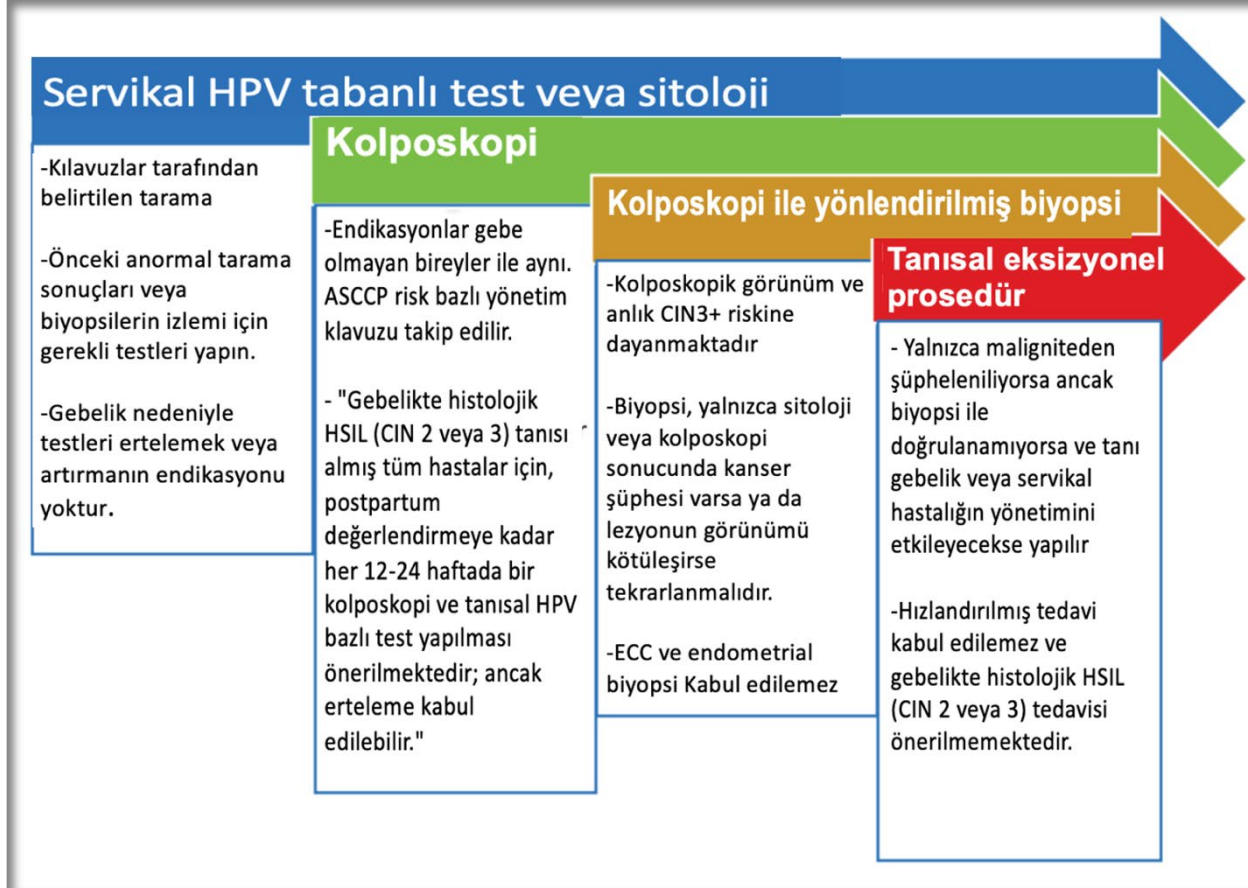 Servikal HPV tabanlı test veya sitoloji
-Kılavuzlar tarafından
belirtilen tarama
-Önceki anormal tarama
sonuçları veya
biyopsilerin izlemi için
gerekli testleri yapın.
-Gebelik nedeniyle
testleri ertelemek veya
artırmanın endikasyonu
yoktur.
Kolposkopi
-Endikasyonlar gebe
olmayan bireyler ile aynı.
ASCCP risk bazlı yönetim
klavuzu takip edilir.
- "Gebelikte histolojik
HSIL (CIN 2 veya 3) tanısı
almış tüm hastalar için,
postpartum
değerlendirmeye kadar
her 12-24 haftada bir
kolposkopi ve tanısal HPV
bazlı test yapılması
önerilmektedir; ancak
erteleme kabul
edilebilir."
Kolposkopi ile yönlendirilmiş biyopsi
-Kolposkopik görünüm ve
anlık CIN3+ riskine
dayanmaktadır
-Biyopsi, yalnızca sitoloji
veya kolposkopi
sonucunda kanser
şüphesi varsa ya da
lezyonun görünümü
kötüleşirse
tekrarlanmalıdır.
-ECC ve endometrial
biyopsi Kabul edilemez
Tanısal eksizyonel
prosedür
- Yalnızca maligniteden
şüpheleniliyorsa ancak
biyopsi ile
doğrulanamıyorsa ve tanı
gebelik veya servikal
hastalığın yönetimini
etkileyecekse yapılır
-Hızlandırılmış tedavi
kabul edilemez ve
gebelikte histolojik HSIL
(CIN 2 veya 3) tedavisi
önerilmemektedir.